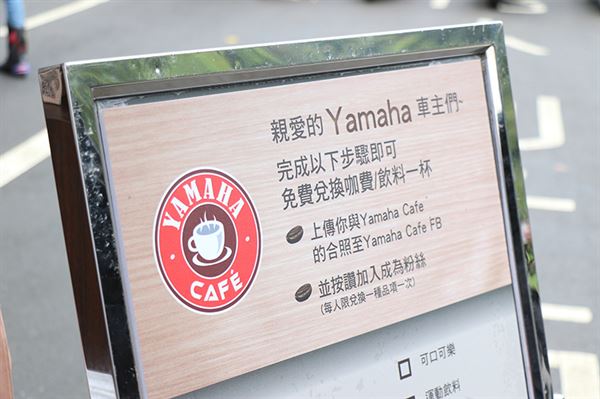 親愛的 Yamaha 車主們、
完成以下步驟即可
免費兌換咖費/飲料一杯
上傳你與Yamaha Cafe
的合照至Yamaha Cafe FB
並按讚加入成為粉絲
(每人限兌換一種品項一次)
YAMAHA
CAFÉ
可口可樂
運動飲料